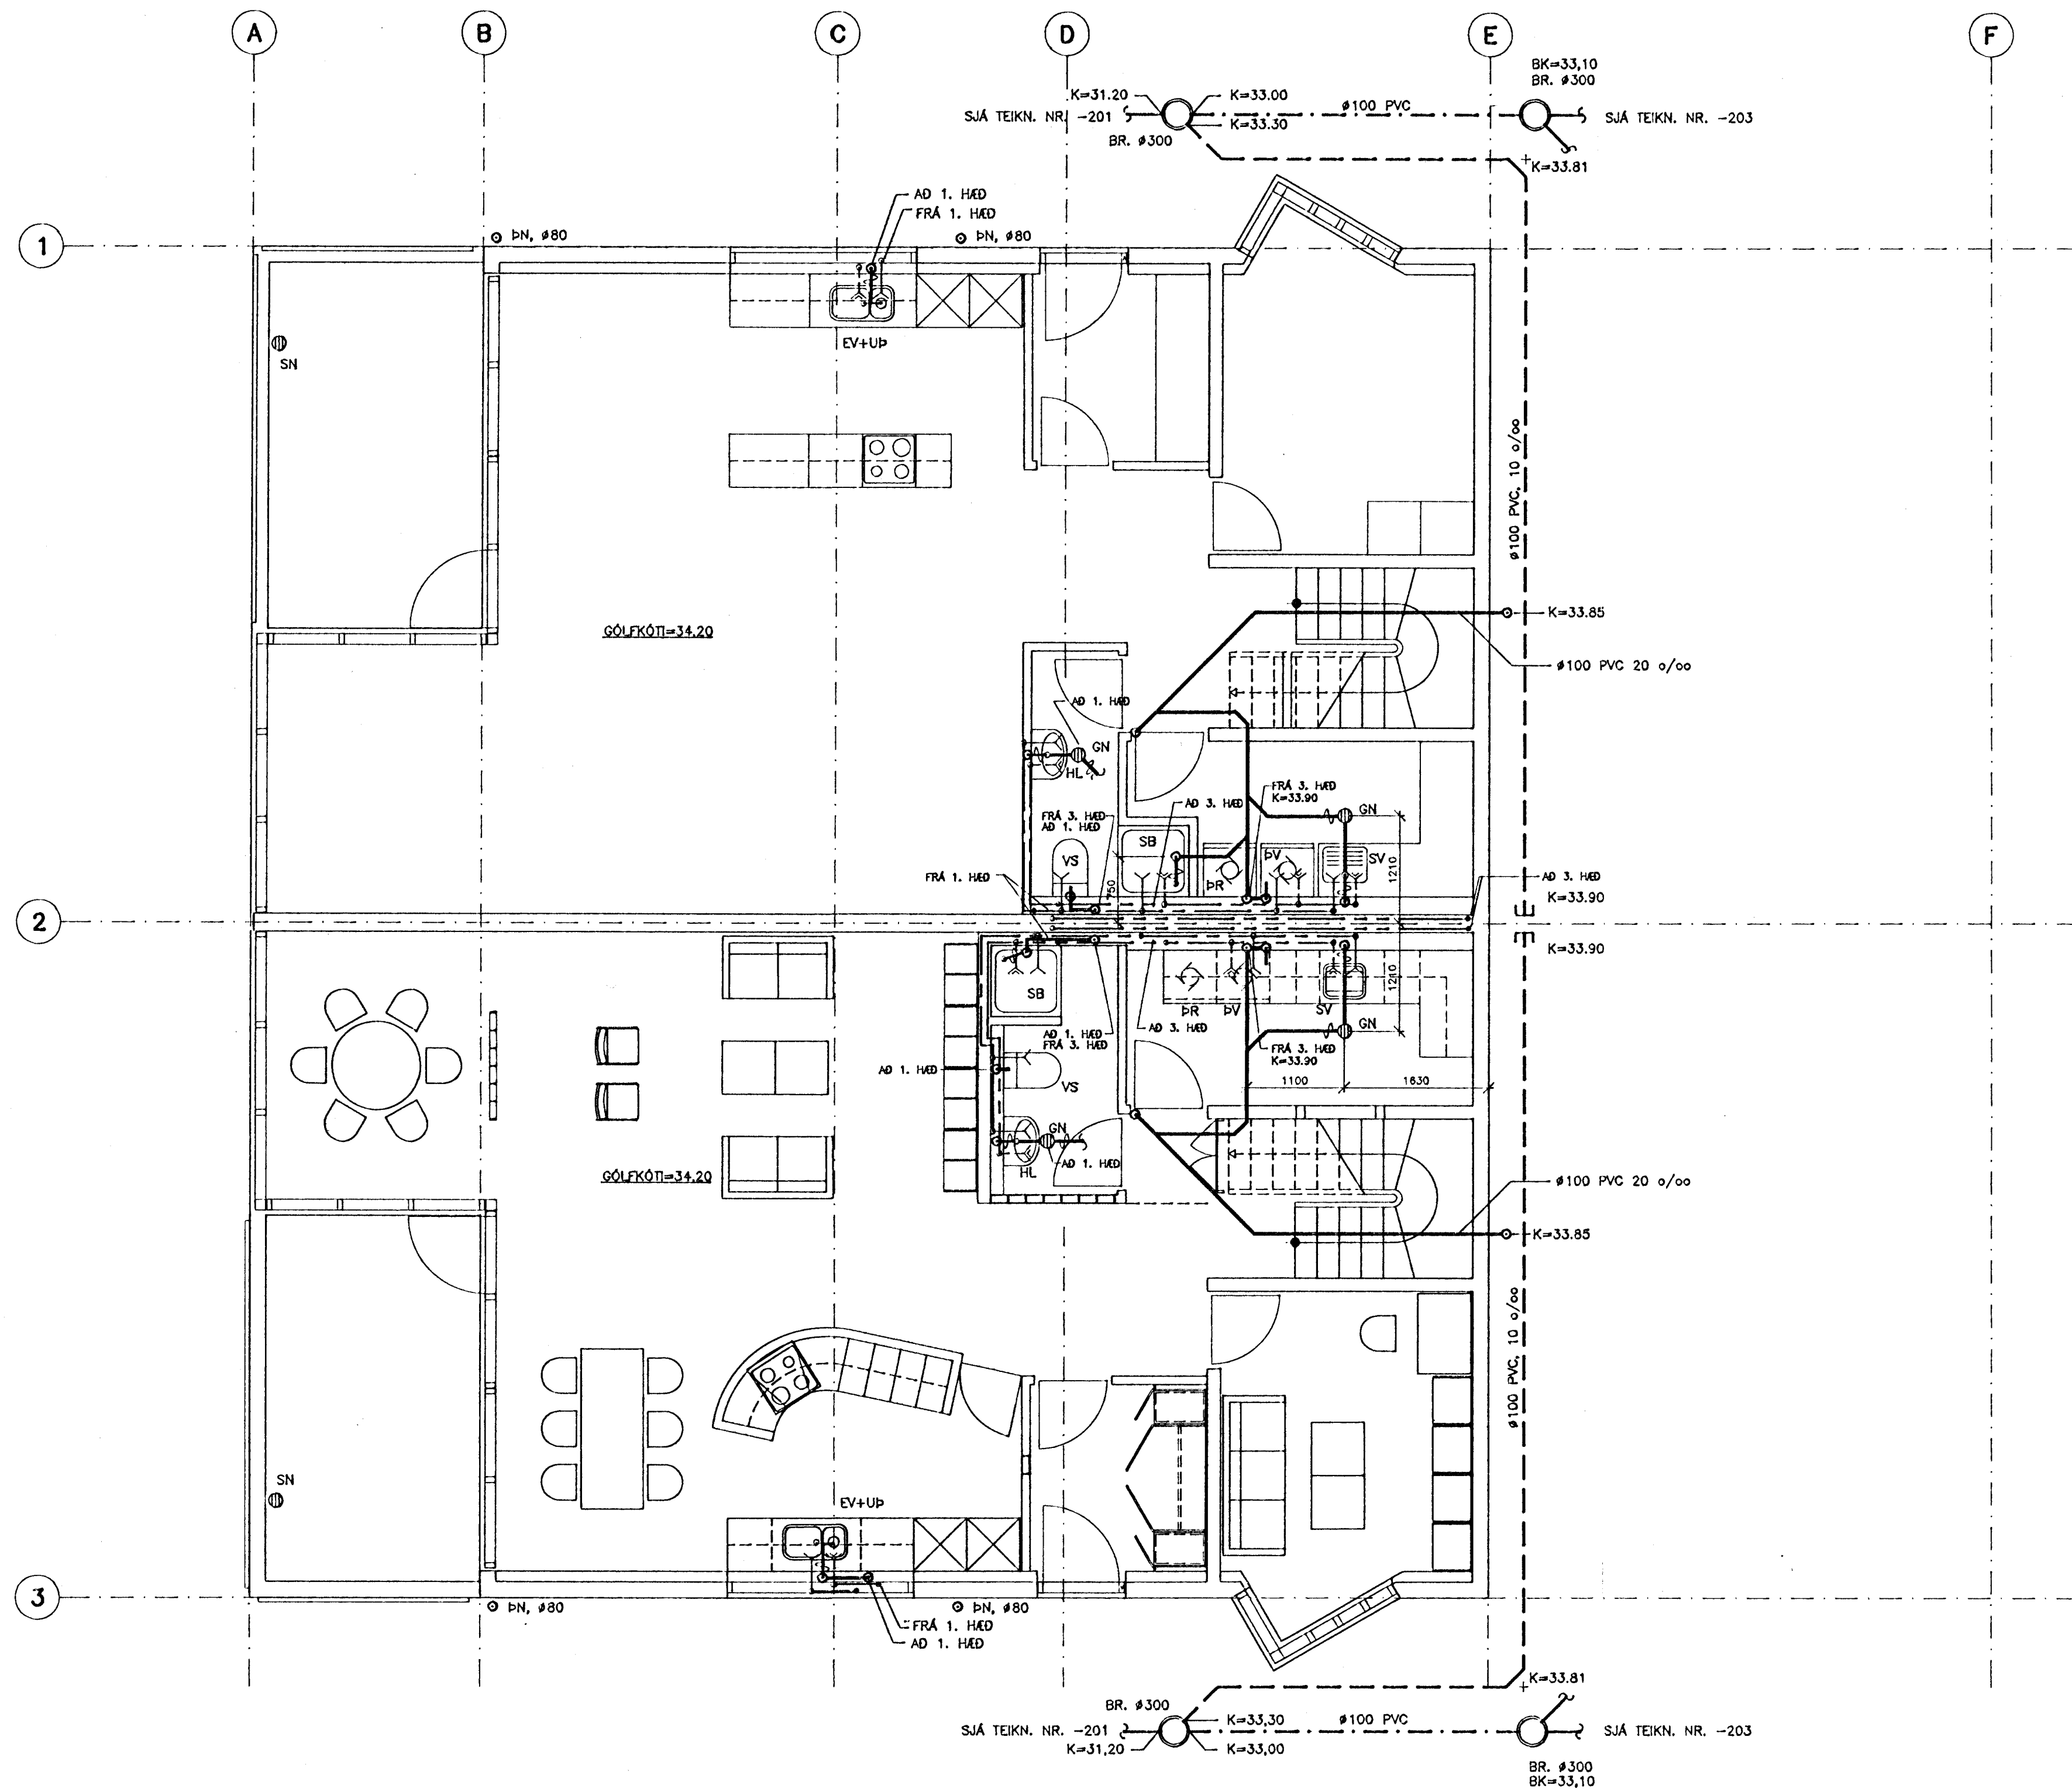 A
B
C
D
E
F
BK=33,10
BR. ø300
K=31.20
K=33.00
ø100 PVC
SJÁ TEIKN. NR. -201
SJÁ TEIKN. NR. -203
K=33.30
BR. ø300
K=33.81
AÐ 1. HÆÐ
FRÁ 1. HÆÐ
1
ÞN, ø80
ÞN, ø80
EV+UÞ
SN
ø100 PVC, 10 o/oo
K=33.85
GÓLFKÓTI=34.20
ø100 PVC 20 o/oo
AÐ 1. HÆÐ
GN
HL
FRÁ 3. HÆÐ
K=33.90
AÐ 3. HÆÐ
GN
FRÁ 3. HÆÐ
AÐ 1. HÆÐ
SB
VS
ÞV
SV
1210
FRÁ 1. HÆÐ
ÞR
AÐ 3. HÆÐ
750
K=33.90
2
K=33.90
1210
SB
ÞR
ÞV
SV
AÐ 1. HÆÐ
FRÁ 3. HÆÐ
AÐ 3. HÆÐ
GN
FRÁ 3. HÆÐ
K=33.90
AÐ 1. HÆÐ
VS
1100
1630
GN
AÐ 1. HÆÐ
HL
GÓLFKÓTI=34.20
ø100 PVC 20 o/oo
K=33.85
ø100 PVC, 10 o/oo
SN
EV+UÞ
3
ÞN, ø80
ÞN, ø80
FRÁ 1. HÆÐ
AÐ 1. HÆÐ
K=33.81
BR. ø300
K=33,30
ø100 PVC
SJÁ TEIKN. NR. -201
SJÁ TEIKN. NR. -203
K=31,20
K=33,00
BR. ø300
BK=33,10